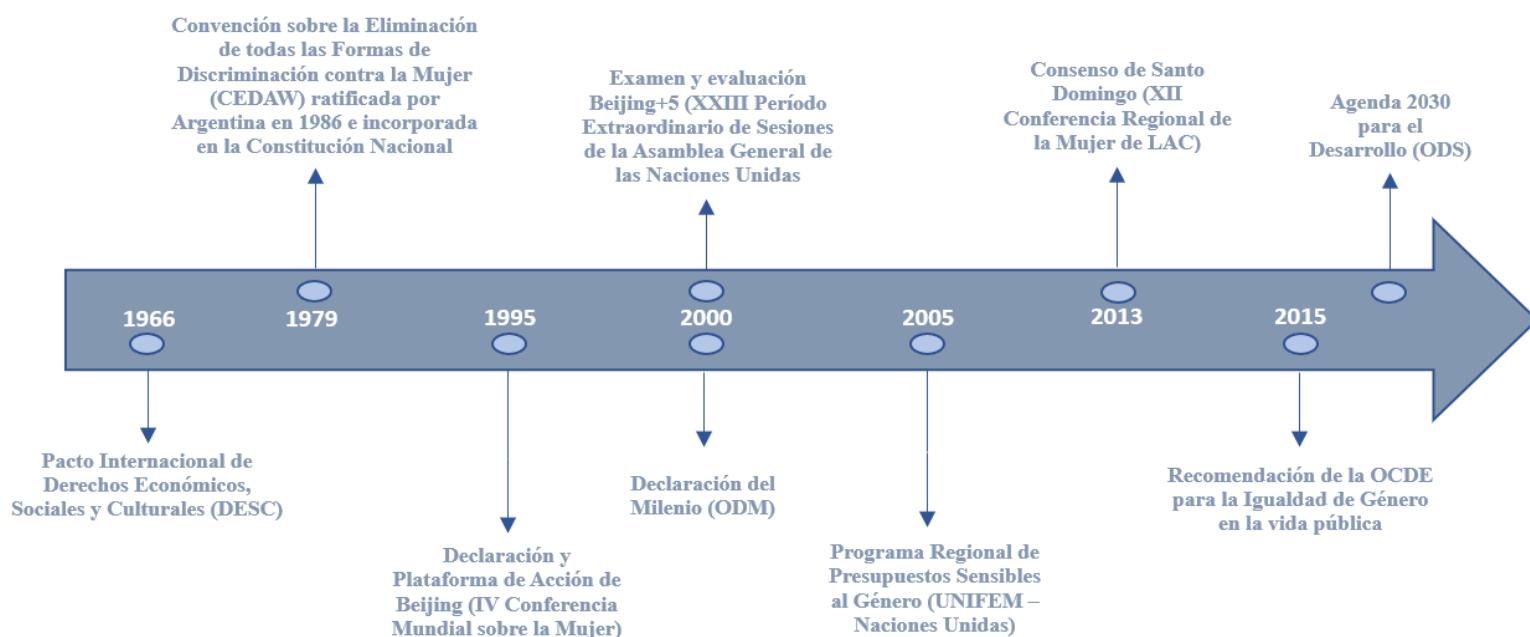 Convención sobre la Eliminación
de todas las Formas de
Discriminación contra la Mujer
(CEDAW) ratificada por
Argentina en 1986 e incorporada
en la Constitución Nacional
Examen y evaluación
Beijing+5 (XXIII Período
Extraordinario de Sesiones
de la Asamblea General de
las Naciones Unidas
Consenso de Santo
Domingo (XII
Conferencia Regional de
la Mujer de LAC)
Agenda 2030
para el
Desarrollo (ODS)
1966
1979
1995
2000
2005
2013
2015
Pacto Internacional de
Derechos Económicos,
Sociales y Culturales (DESC)
Declaración y
Plataforma de Acción de
Beijing (IV Conferencia
Mundial sobre la Mujer)
Declaración del
Milenio (ODM)
Programa Regional de
Presupuestos Sensibles
al Género (UNIFEM –
Naciones Unidas)
Recomendación de la OCDE
para la Igualdad de Género
en la vida pública